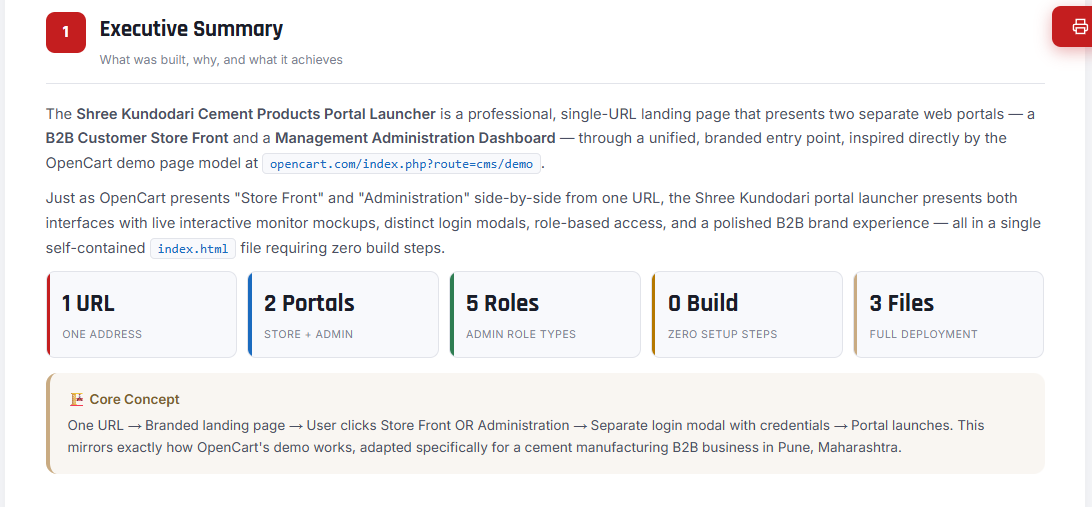 1
Executive Summary
What was built, why, and what it achieves
The Shree Kundodari Cement Products Portal Launcher is a professional, single-URL landing page that presents two separate web portals — a
B2B Customer Store Front and a Management Administration Dashboard — through a unified, branded entry point, inspired directly by the
OpenCart demo page model at opencart.com/index.php?route=cms/demo.
Just as OpenCart presents "Store Front" and "Administration" side-by-side from one URL, the Shree Kundodari portal launcher presents both
interfaces with live interactive monitor mockups, distinct login modals, role-based access, and a polished B2B brand experience — all in a single
self-contained index.html file requiring zero build steps.
1 URL
ONE ADDRESS
2 Portals
STORE + ADMIN
5 Roles
ADMIN ROLE TYPES
0 Build
ZERO SETUP STEPS
3 Files
FULL DEPLOYMENT
Core Concept
One URL → Branded landing page → User clicks Store Front OR Administration → Separate login modal with credentials → Portal launches. This
mirrors exactly how OpenCart's demo works, adapted specifically for a cement manufacturing B2B business in Pune, Maharashtra.